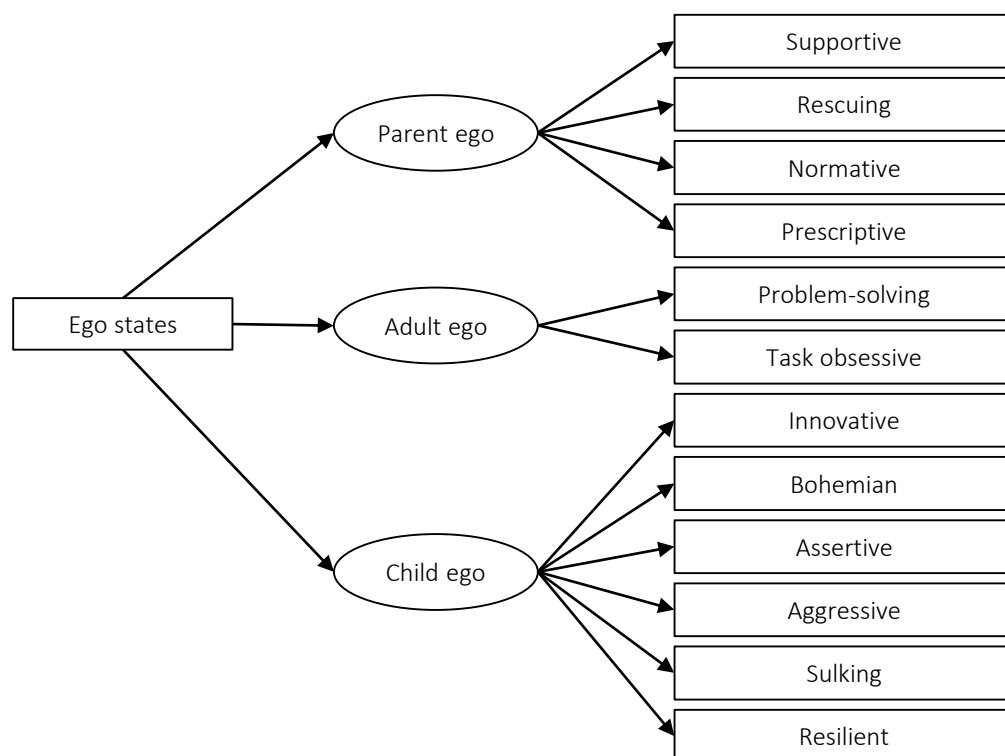 Ego states
Parent ego
Adult ego
Child ego
Supportive
Rescuing
Normative
Prescriptive
Problem-solving
Task obsessive
Innovative
Bohemian
Assertive
Aggressive
Sulking
Resilient